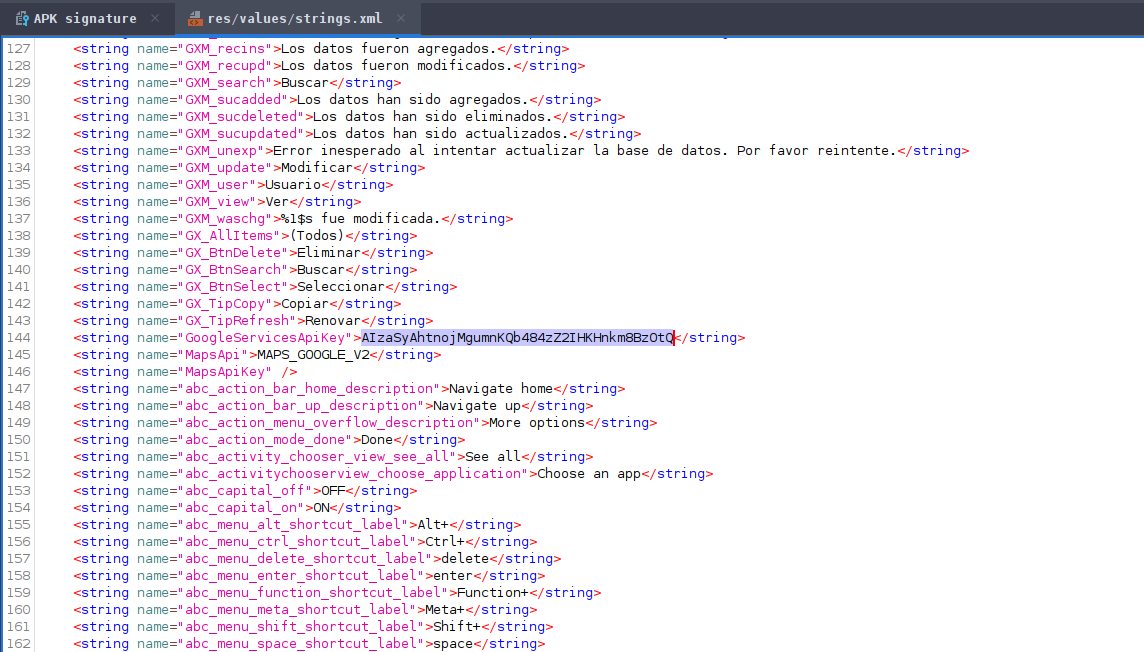 APK signature × res/values/strings.xml ×
127 <string name="GXM_recins">Los datos fueron agregados.</string>
128 <string name="GXM_recupd">Los datos fueron modificados.</string>
129 <string name="GXM_search">Buscar</string>
130 <string name="GXM_sucadded">Los datos han sido agregados.</string>
131 <string name="GXM_sucdeleted">Los datos han sido eliminados.</string>
132 <string name="GXM_sucupdated">Los datos han sido actualizados.</string>
133 <string name="GXM_unexp">Error inesperado al intentar actualizar la base de datos. Por favor reintente.</string>
134 <string name="GXM_update">Modificar</string>
135 <string name="GXM_user">Usuario</string>
136 <string name="GXM_view">Ver</string>
137 <string name="GXM_waschg">%1$s fue modificada.</string>
138 <string name="GX_AllItems">(Todos)</string>
139 <string name="GX_BtnDelete">Eliminar</string>
140 <string name="GX_BtnSearch">Buscar</string>
141 <string name="GX_BtnSelect">Seleccionar</string>
142 <string name="GX_TipCopy">Copiar</string>
143 <string name="GX_TipRefresh">Renovar</string>
144 <string name="GoogleServicesApiKey">AIzaSyAhtnojMgumnKQb484zZ2IHKHnkm8BzOtQ</string>
145 <string name="MapsApi">MAPS_GOOGLE_V2</string>
146 <string name="MapsApiKey" />
147 <string name="abc_action_bar_home_description">Navigate home</string>
148 <string name="abc_action_bar_up_description">Navigate up</string>
149 <string name="abc_action_menu_overflow_description">More options</string>
150 <string name="abc_action_mode_done">Done</string>
151 <string name="abc_activity_chooser_view_see_all">See all</string>
152 <string name="abc_activitychooserview_choose_application">Choose an app</string>
153 <string name="abc_capital_off">OFF</string>
154 <string name="abc_capital_on">ON</string>
155 <string name="abc_menu_alt_shortcut_label">Alt+</string>
156 <string name="abc_menu_ctrl_shortcut_label">Ctrl+</string>
157 <string name="abc_menu_delete_shortcut_label">delete</string>
158 <string name="abc_menu_enter_shortcut_label">enter</string>
159 <string name="abc_menu_function_shortcut_label">Function+</string>
160 <string name="abc_menu_meta_shortcut_label">Meta+</string>
161 <string name="abc_menu_shift_shortcut_label">Shift+</string>
162 <string name="abc_menu_space_shortcut_label">space</string>